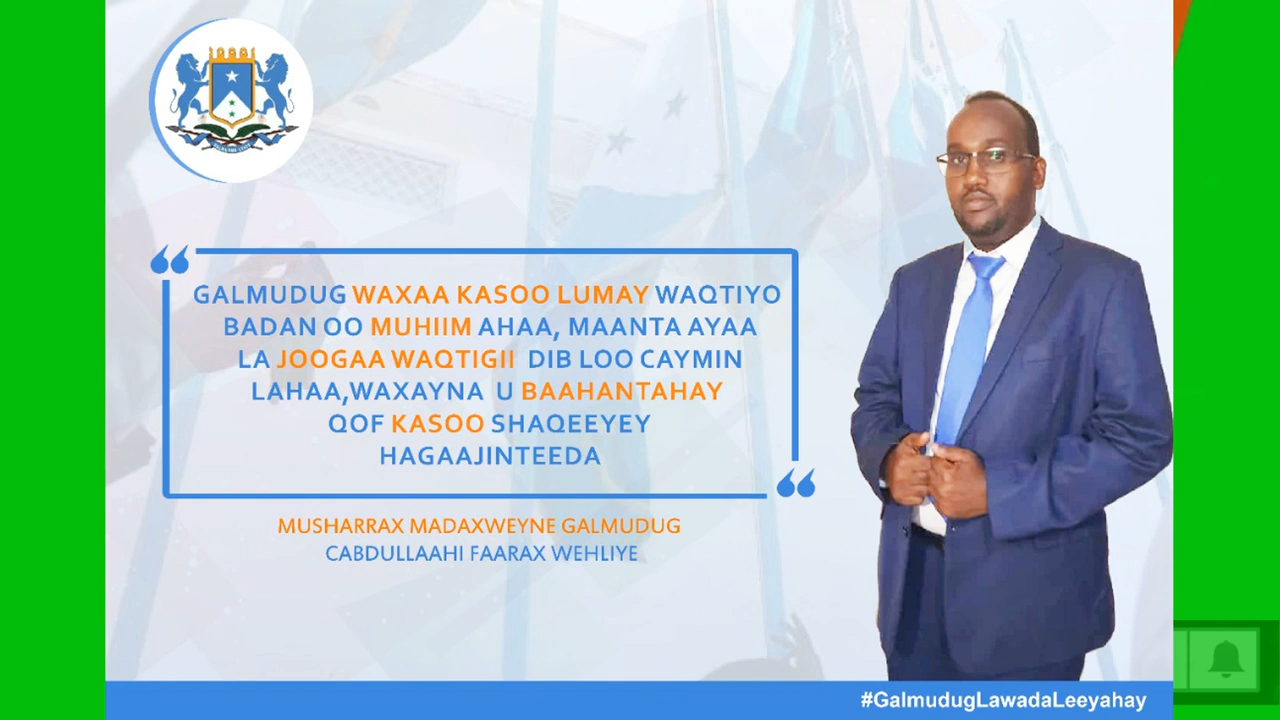 GALMUDUG WAXAA KASOO LUMAY WAQTIYO
BADAN OO MUHIIM AHAA, MAANTA AYAA
LA JOOGAA WAQTIGII DIB LOO CAYMIN
LAHAA,WAXAYNA U BAAHANTAHAY
QOF KASOO SHAQEEYEY
HAGAAJINTEEDA
MUSHARRAX MADAXWEYNE GALMUDUG
CABDULLAAHI FAARAX WEHLIYE
#GalmudugLawadaLeeyahay